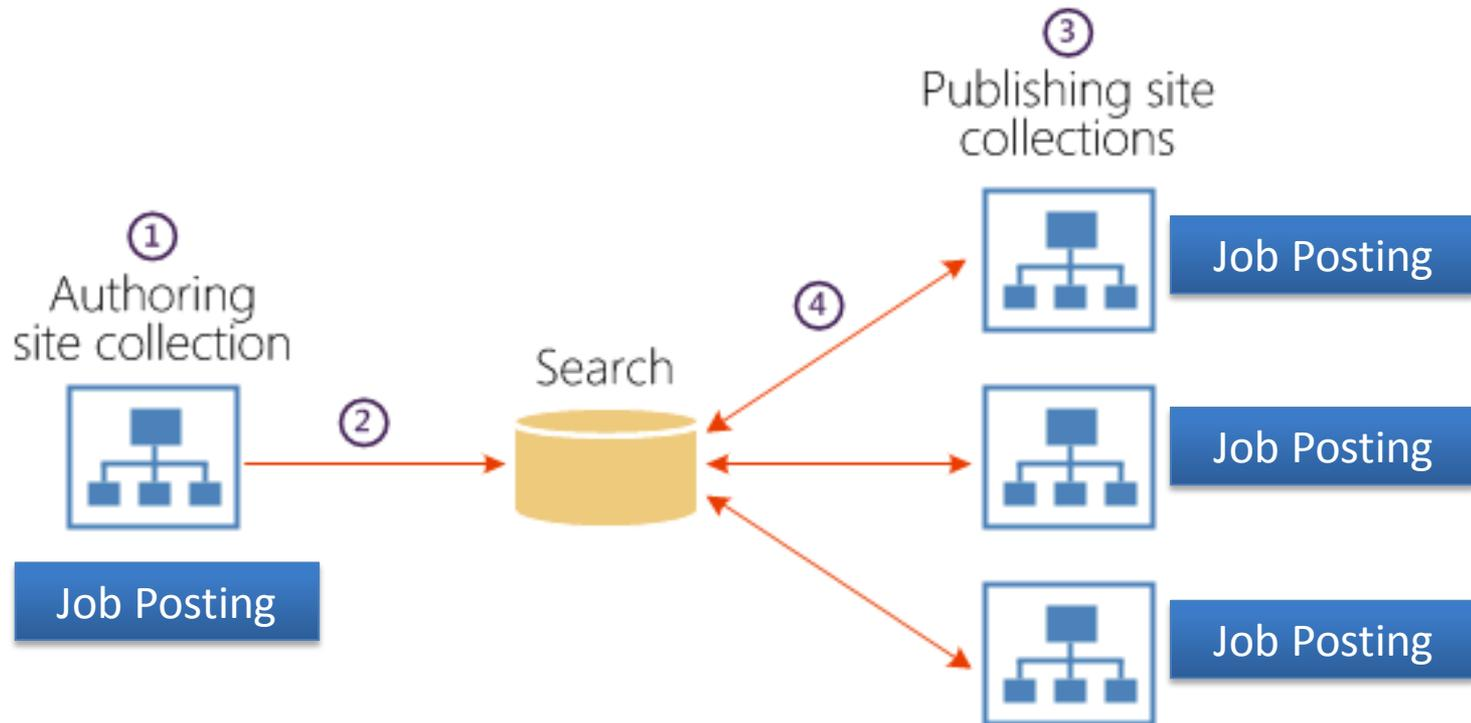 1
Authoring
site collection
Job Posting
2
Search
4
3
Publishing site
collections
Job Posting
Job Posting
Job Posting